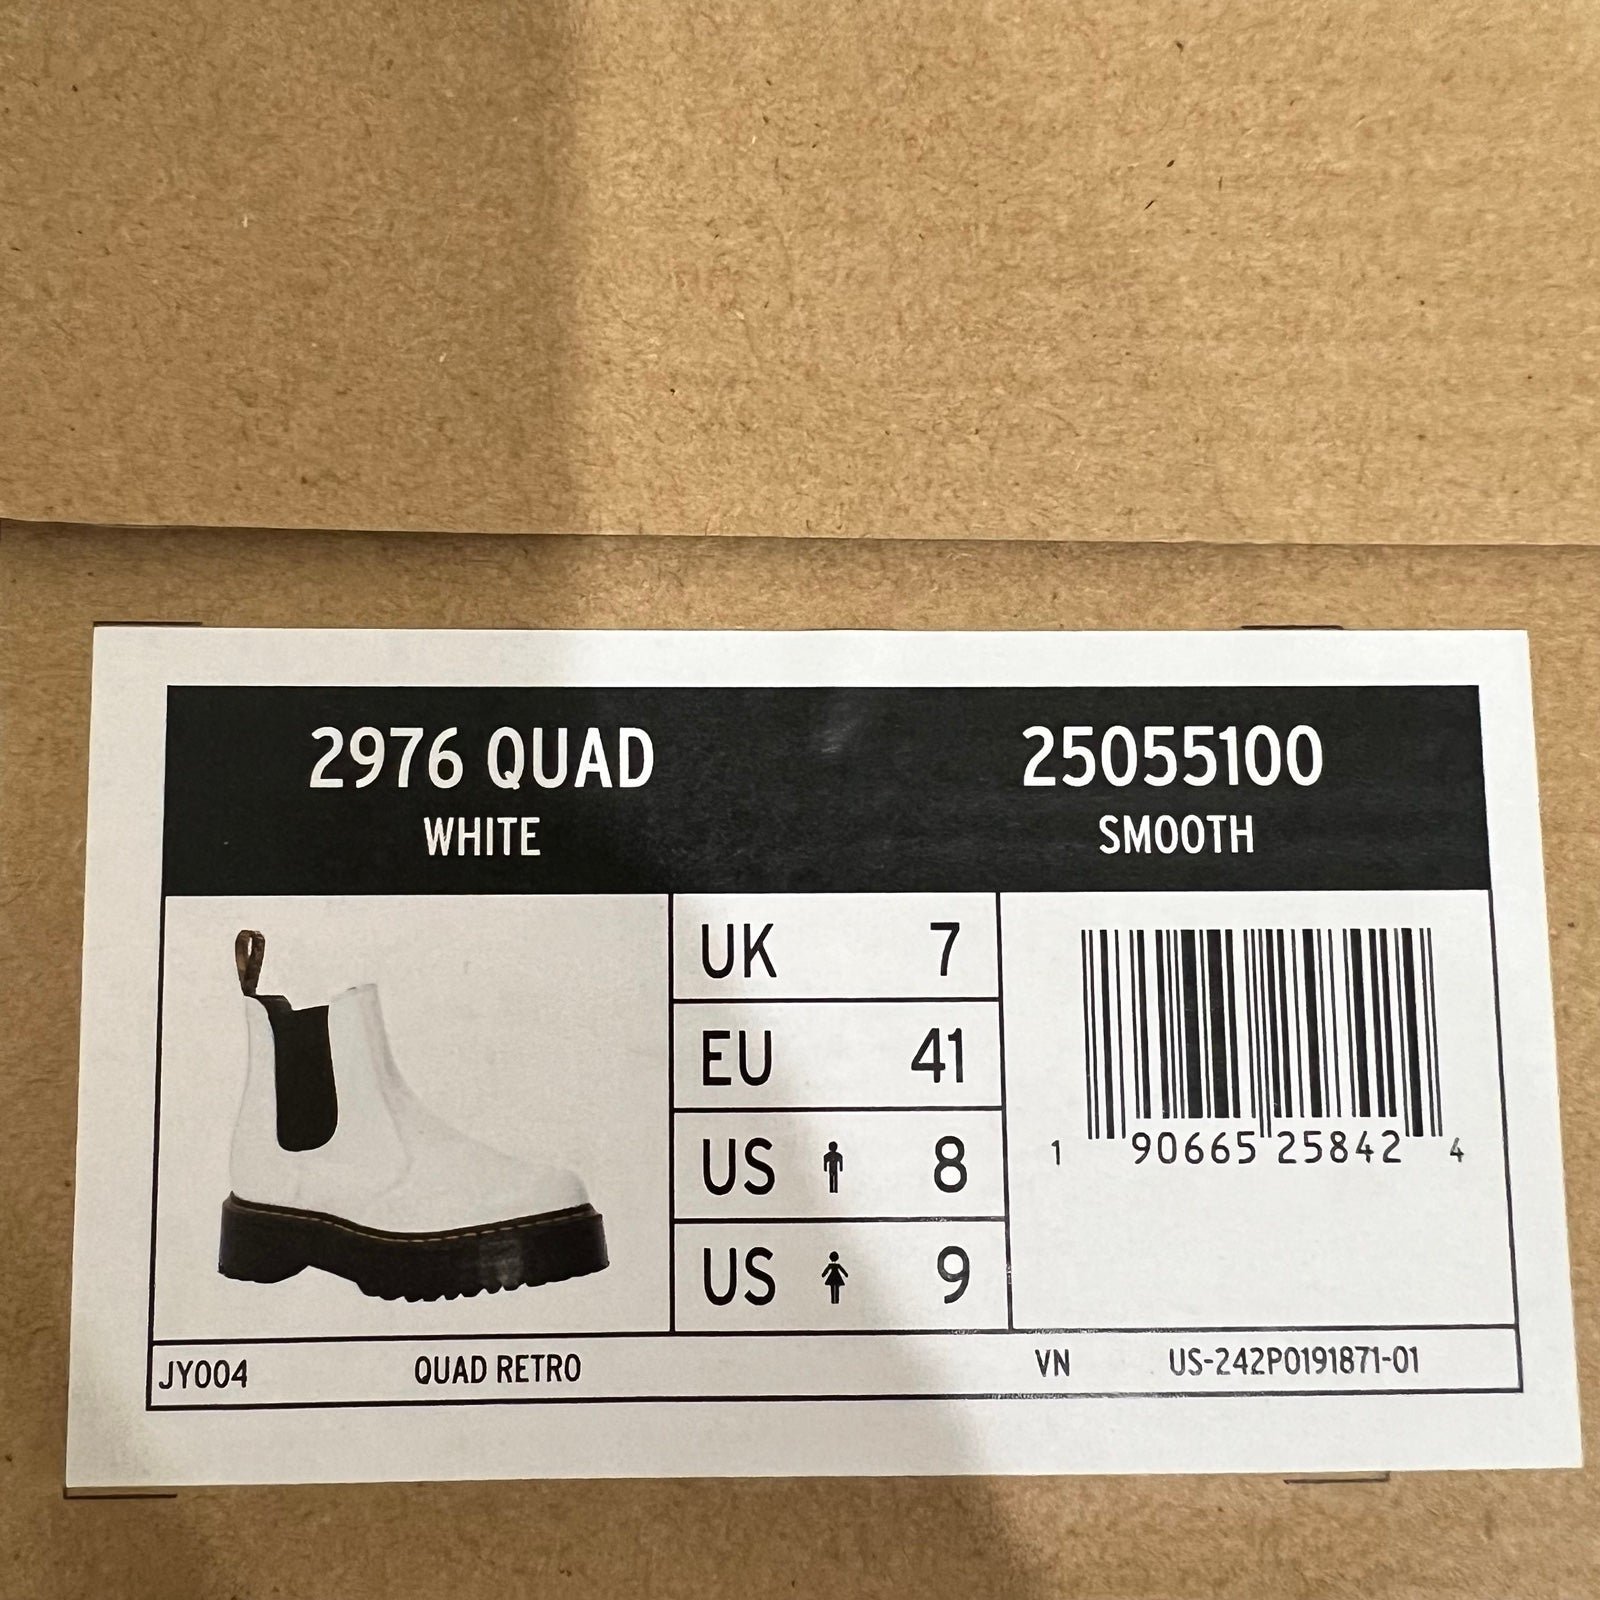 2976 QUAD
WHITE
25055100
SMOOTH
UK 7
EU 41
US 8
US 9
1 90665 25842 4
JY004 QUAD RETRO VN US-242P0191871-01